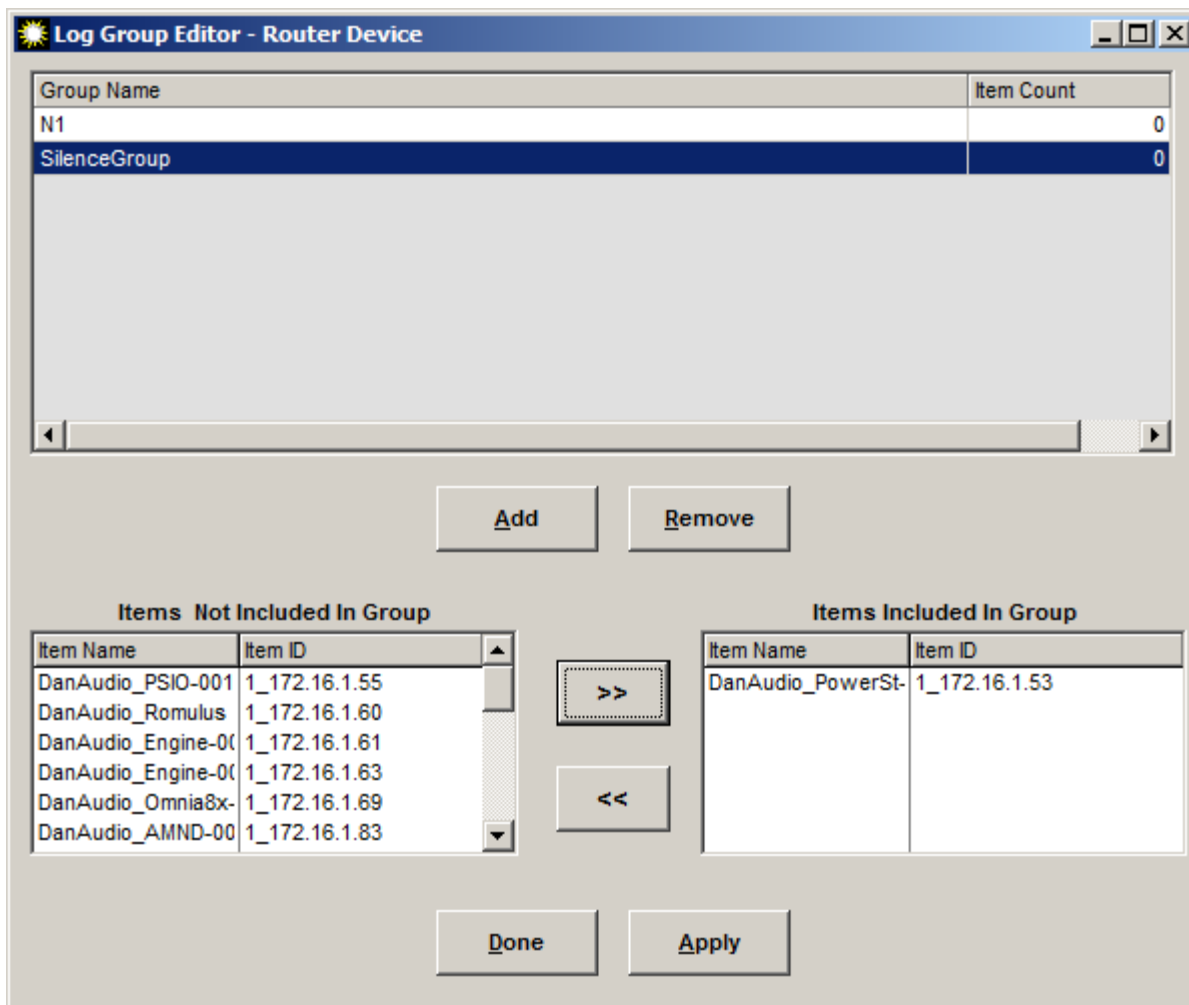 Log Group Editor - Router Device
Group Name Item Count
N1 0
SilenceGroup 0
Add Remove
Items Not Included In Group Items Included In Group
Item Name Item ID Item Name Item ID
DanAudio_PSIO-001 1_172.16.1.55 >> DanAudio_PowerSt- 1_172.16.1.53
DanAudio_Romulus 1_172.16.1.60
DanAudio_Engine-00 1_172.16.1.61
DanAudio_Engine-00 1_172.16.1.63
DanAudio_Omnia8x- 1_172.16.1.69 <<
DanAudio_AMND-00 1_172.16.1.83
Done Apply